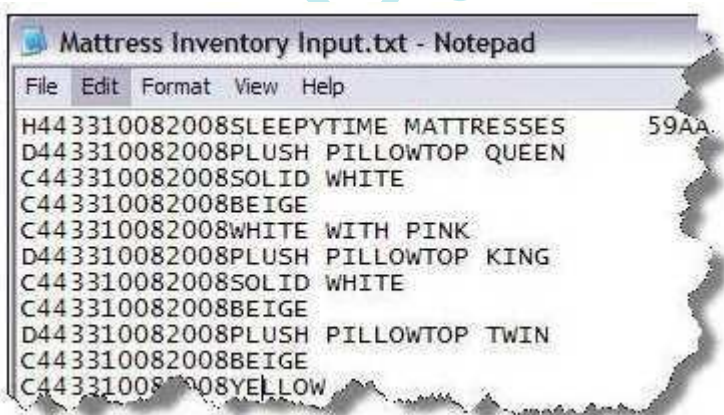 Mattress Inventory Input.txt - Notepad
File Edit Format View Help
H443310082008SLEEPYTIME MATTRESSES 59AA
D443310082008PLUSH PILLOWTOP QUEEN
C443310082008SOLID WHITE
C443310082008BEIGE
C443310082008WHITE WITH PINK
D443310082008PLUSH PILLOWTOP KING
C443310082008SOLID WHITE
C443310082008BEIGE
D443310082008PLUSH PILLOWTOP TWIN
C443310082008BEIGE
C443310082008YELLOW